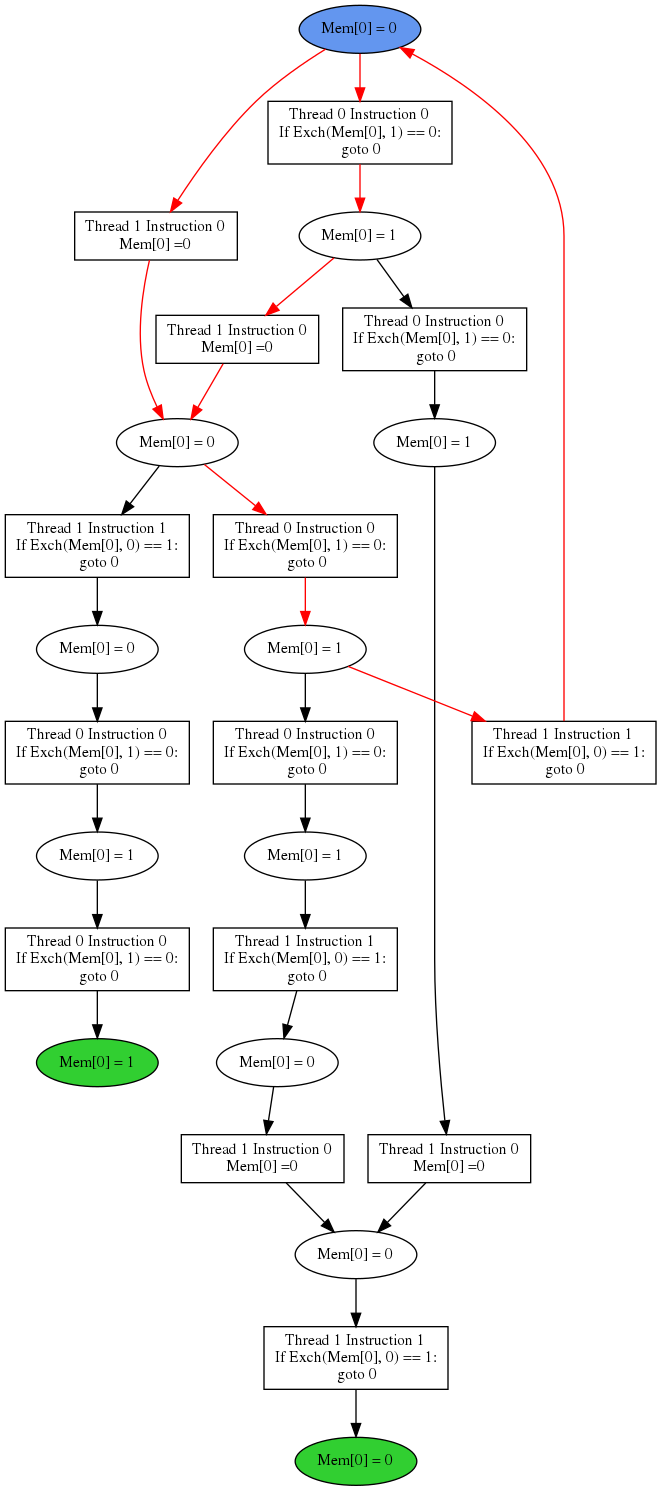 Mem[0] = 0
Thread 0 Instruction 0
If Exch(Mem[0], 1) == 0:
goto 0
Thread 1 Instruction 0
Mem[0] =0
Mem[0] = 1
Thread 1 Instruction 0
Mem[0] =0
Thread 0 Instruction 0
If Exch(Mem[0], 1) == 0:
goto 0
Mem[0] = 0
Mem[0] = 1
Thread 1 Instruction 1
If Exch(Mem[0], 0) == 1:
goto 0
Thread 0 Instruction 0
If Exch(Mem[0], 1) == 0:
goto 0
Mem[0] = 0
Mem[0] = 1
Thread 0 Instruction 0
If Exch(Mem[0], 1) == 0:
goto 0
Thread 0 Instruction 0
If Exch(Mem[0], 1) == 0:
goto 0
Thread 1 Instruction 1
If Exch(Mem[0], 0) == 1:
goto 0
Mem[0] = 1
Mem[0] = 1
Thread 0 Instruction 0
If Exch(Mem[0], 1) == 0:
goto 0
Thread 1 Instruction 1
If Exch(Mem[0], 0) == 1:
goto 0
Mem[0] = 1
Mem[0] = 0
Thread 1 Instruction 0
Mem[0] =0
Thread 1 Instruction 0
Mem[0] =0
Mem[0] = 0
Thread 1 Instruction 1
If Exch(Mem[0], 0) == 1:
goto 0
Mem[0] = 0